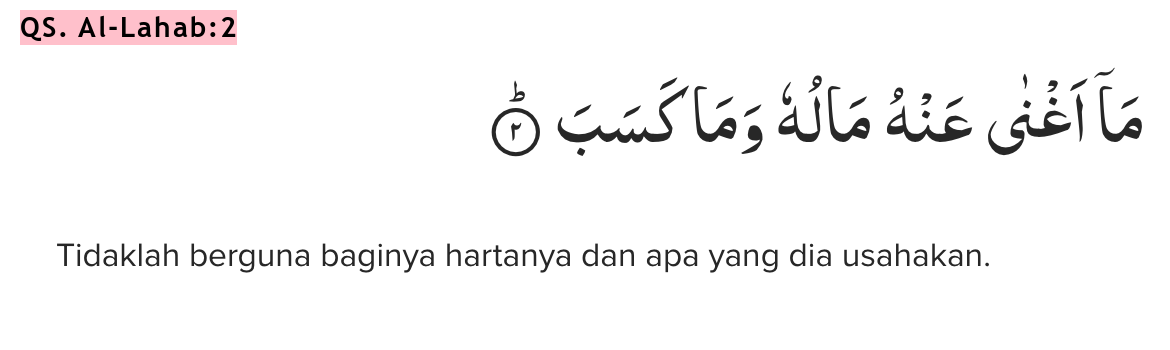 QS. Al-Lahab:2
مَآ اَغْنٰى عَنْهُ مَالُهٗ وَمَا كَسَبَۗ ۝٢
Tidaklah berguna baginya hartanya dan apa yang dia usahakan.